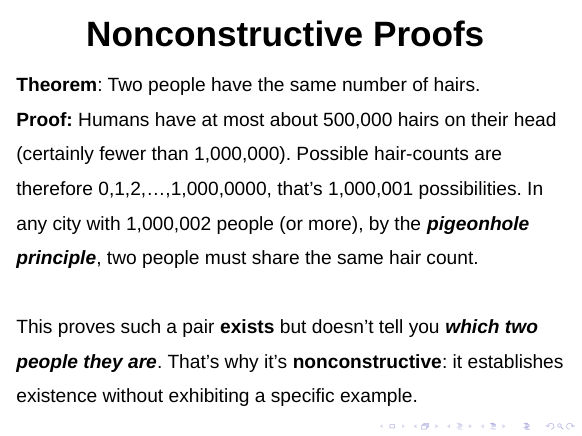 Nonconstructive Proofs
Theorem: Two people have the same number of hairs.
Proof: Humans have at most about 500,000 hairs on their head
(certainly fewer than 1,000,000). Possible hair-counts are
therefore 0,1,2,…,1,000,0000, that’s 1,000,001 possibilities. In
any city with 1,000,002 people (or more), by the pigeonhole
principle, two people must share the same hair count.
This proves such a pair exists but doesn’t tell you which two
people they are. That’s why it’s nonconstructive: it establishes
existence without exhibiting a specific example.